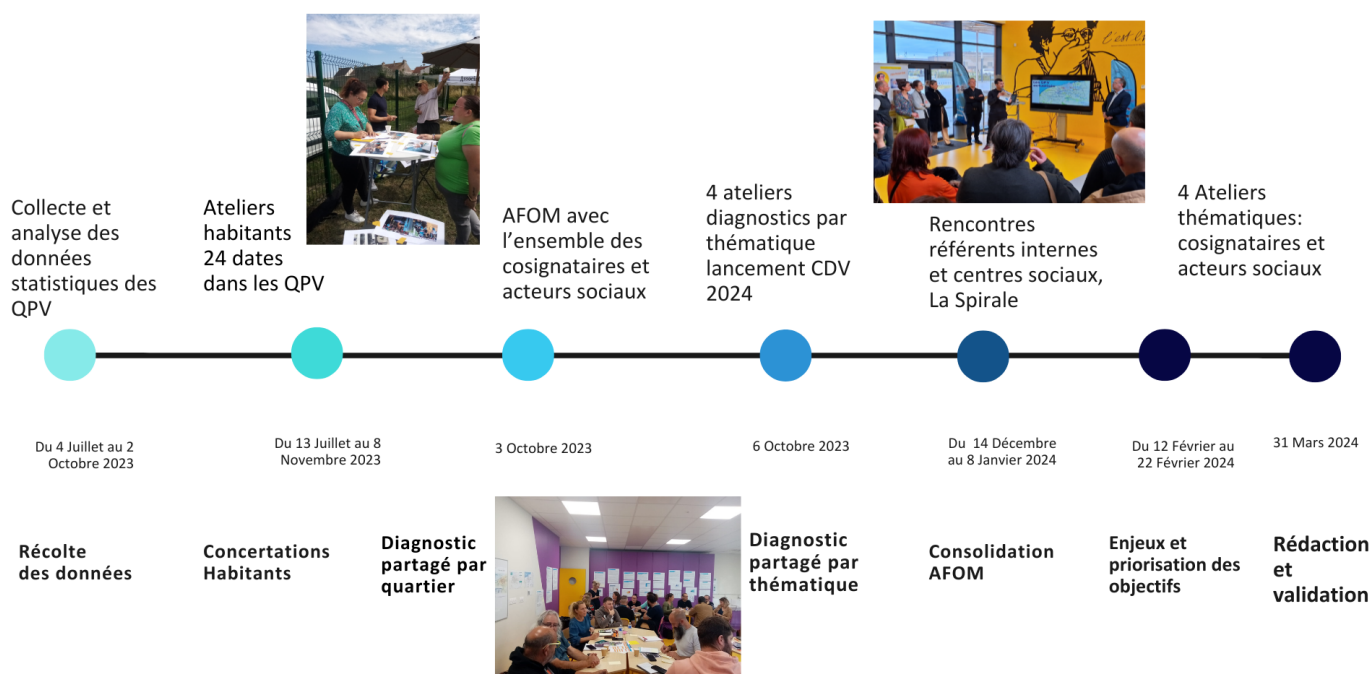 Collecte et
analyse des
données
statistiques des
QPV
Ateliers
habitants
24 dates
dans les QPV
AFOM avec
l'ensemble des
cosignataires et
acteurs sociaux
4 ateliers
diagnostics par
thématique
lancement CDV
2024
Rencontres
référents internes
et centres sociaux,
La Spirale
4 Ateliers
thématiques:
cosignataires et
acteurs sociaux
Du 4 Juillet au 2
Octobre 2023
Du 13 Juillet au 8
Novembre 2023
3 Octobre 2023
6 Octobre 2023
Du 14 Décembre
au 8 Janvier 2024
Du 12 Février au
22 Février 2024
31 Mars 2024
Récolte
des données
Concertations
Habitants
Diagnostic
partagé par
quartier
Diagnostic
partagé par
thématique
Consolidation
AFOM
Enjeux et
priorisation des
objectifs
Rédaction
et
validation